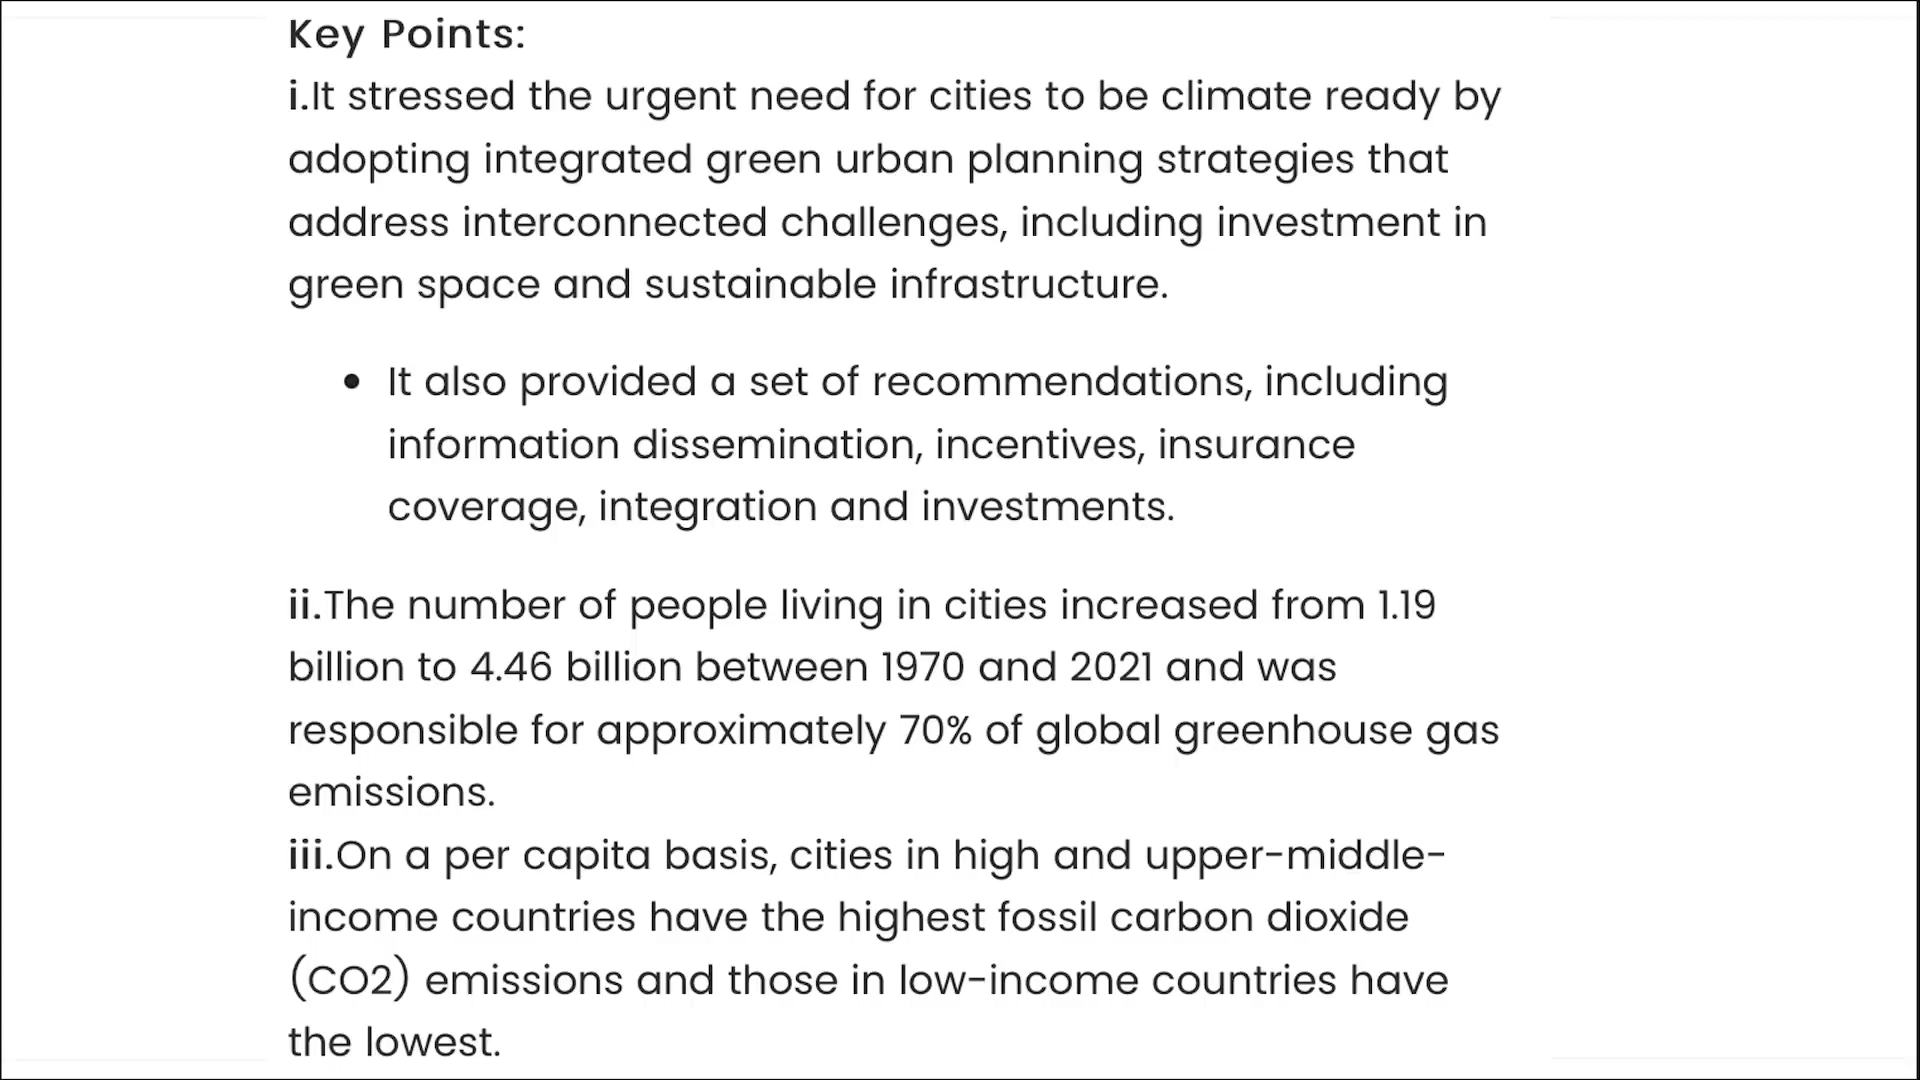 Key Points:
i.It stressed the urgent need for cities to be climate ready by
adopting integrated green urban planning strategies that
address interconnected challenges, including investment in
green space and sustainable infrastructure.
• It also provided a set of recommendations, including
information dissemination, incentives, insurance
coverage, integration and investments.
ii.The number of people living in cities increased from 1.19
billion to 4.46 billion between 1970 and 2021 and was
responsible for approximately 70% of global greenhouse gas
emissions.
iii.On a per capita basis, cities in high and upper-middle-
income countries have the highest fossil carbon dioxide
(CO2) emissions and those in low-income countries have
the lowest.